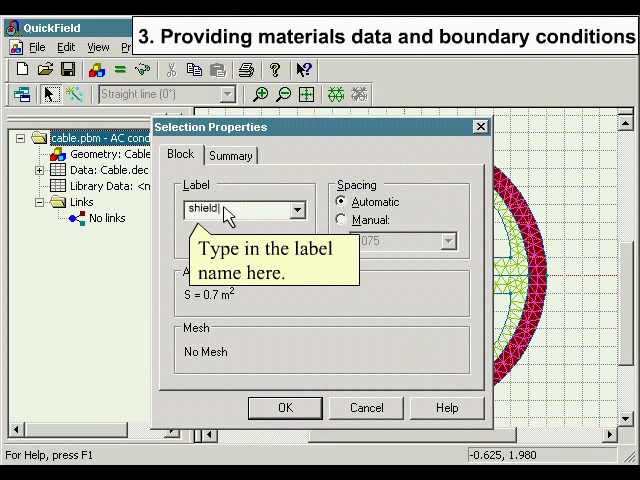 QuickField
3. Providing materials data and boundary conditions
File Edit View
Straight line (0°)
cable.pbm - AC cond
Geometry: Cable
Data: Cable.dec
Library Data: <n
Links
No links
Selection Properties
Block
Summary
Label
shield
Spacing
Automatic
Manual:
075
Type in the label
name here.
S = 0.7 m²
Mesh
No Mesh
OK
Cancel
Help
For Help, press F1
-0.625, 1.980